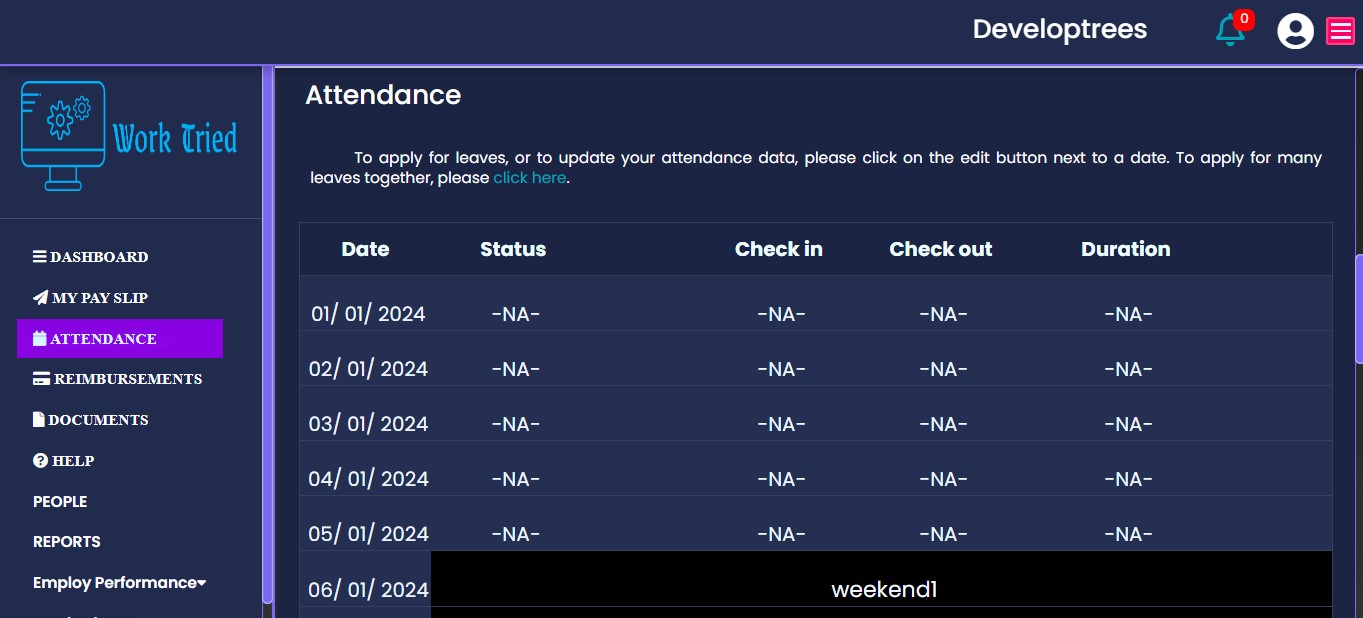 Developtrees
0
Work Tried
DASHBOARD
MY PAY SLIP
ATTENDANCE
REIMBURSEMENTS
DOCUMENTS
HELP
PEOPLE
REPORTS
Employ Performance
Attendance
To apply for leaves, or to update your attendance data, please click on the edit button next to a date. To apply for many
leaves together, please click here.
Date Status Check in Check out Duration
01/ 01/ 2024 -NA- -NA- -NA- -NA-
02/ 01/ 2024 -NA- -NA- -NA- -NA-
03/ 01/ 2024 -NA- -NA- -NA- -NA-
04/ 01/ 2024 -NA- -NA- -NA- -NA-
05/ 01/ 2024 -NA- -NA- -NA- -NA-
06/ 01/ 2024 weekend1